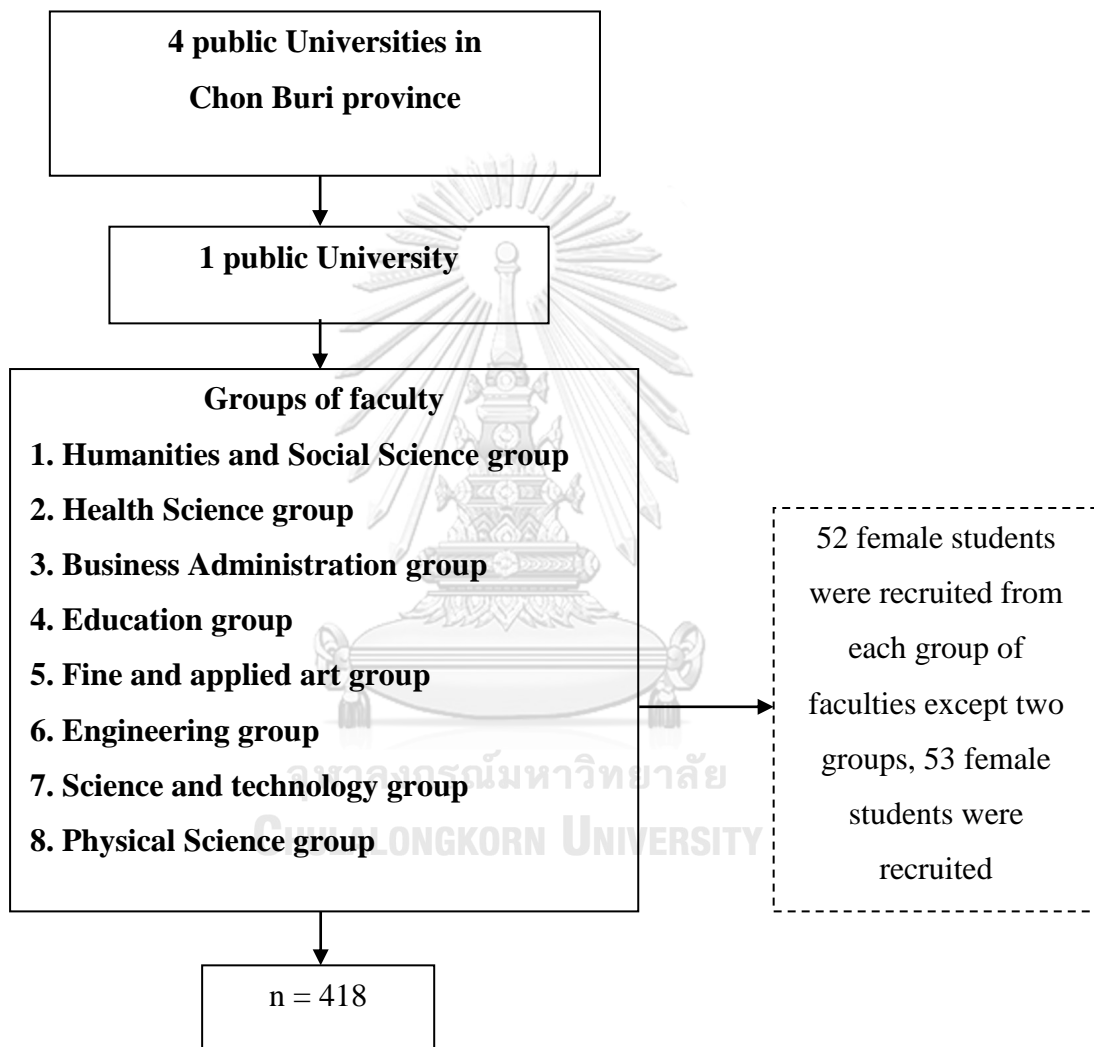 4 public Universities in
Chon Buri province
1 public University
Groups of faculty
1. Humanities and Social Science group
2. Health Science group
3. Business Administration group
4. Education group
5. Fine and applied art group
6. Engineering group
7. Science and technology group
8. Physical Science group
52 female students
were recruited from
each group of
faculties except two
groups, 53 female
students were
recruited
จุฬาลงกรณ์มหาวิทยาลัย
CHULALONGKORN UNIVERSITY
n = 418